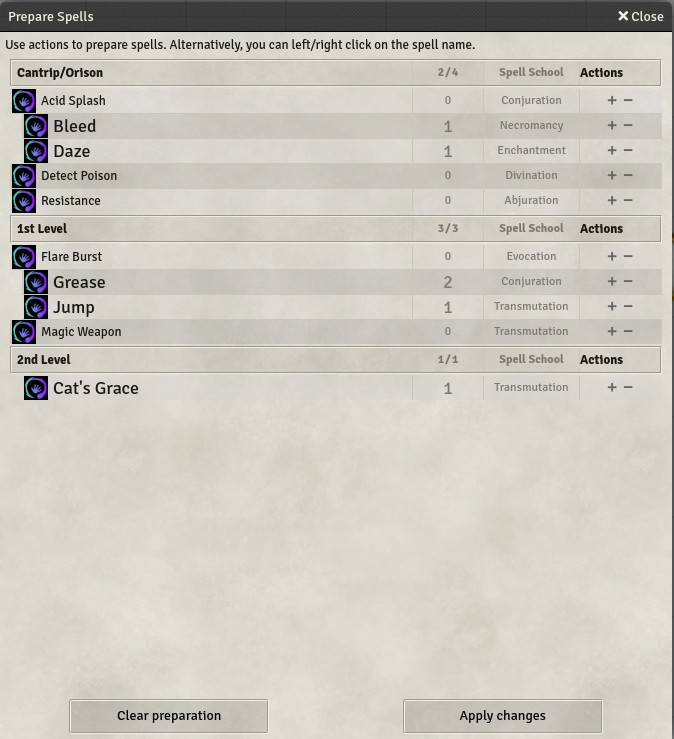 Prepare Spells
Close
Use actions to prepare spells. Alternatively, you can left/right click on the spell name.
Cantrip/Orison 2/4 Spell School Actions
Acid Splash 0 Conjuration + −
Bleed 1 Necromancy + −
Daze 1 Enchantment + −
Detect Poison 0 Divination + −
Resistance 0 Abjuration + −
1st Level 3/3 Spell School Actions
Flare Burst 0 Evocation + −
Grease 2 Conjuration + −
Jump 1 Transmutation + −
Magic Weapon 0 Transmutation + −
2nd Level 1/1 Spell School Actions
Cat's Grace 1 Transmutation + −
Clear preparation Apply changes